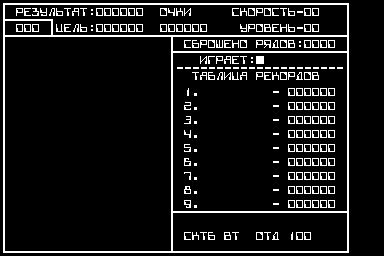 РЕЗУЛЬТАТ:000000 ОЧКИ СКОРОСТЬ-00
000 ЦЕЛЬ:000000 000000 УРОВЕНЬ-00
СБРОШЕНО РЯДОВ:0000
ИГРАЕТ:
ТАБЛИЦА РЕКОРДОВ
1. - 000000
2. - 000000
3. - 000000
4. - 000000
5. - 000000
6. - 000000
7. - 000000
8. - 000000
9. - 000000
СКТБ ВТ ОТД 100